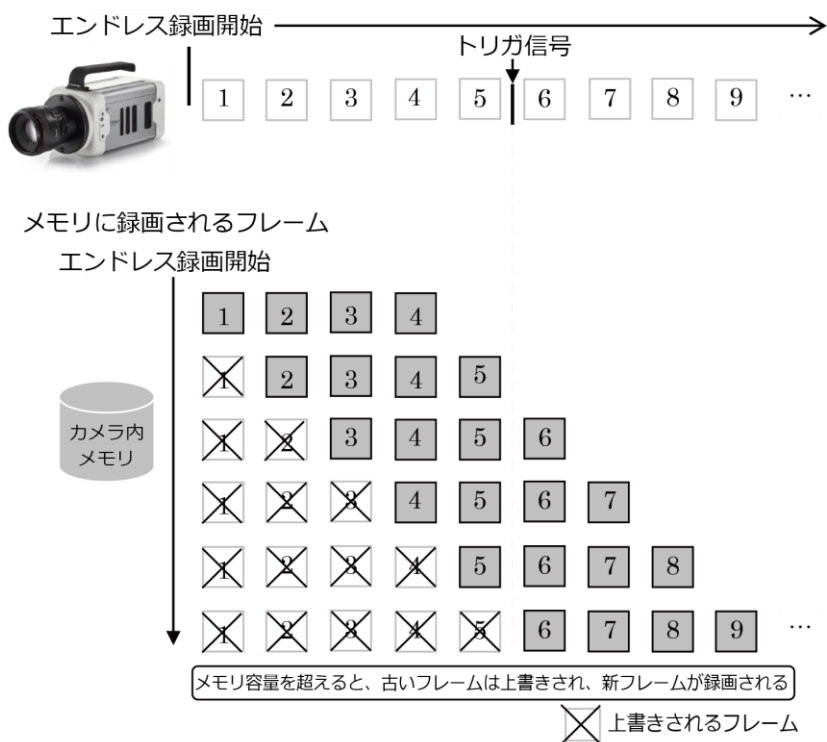 エンドレス録画開始
トリガ信号
1 2 3 4 5 6 7 8 9 …
メモリに録画されるフレーム
エンドレス録画開始
1 2 3 4
1 2 3 4 5
1 2 3 4 5 6
1 2 3 4 5 6 7
1 2 3 4 5 6 7 8
1 2 3 4 5 6 7 8 9 …
カメラ内
メモリ
メモリ容量を超えると、古いフレームは上書きされ、新フレームが録画される
上書きされるフレーム